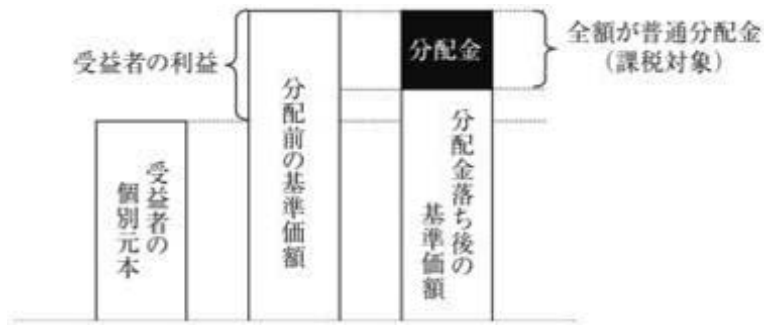 受益者の利益
受益者の
個別元本
分配前の基準価額
分配金
分配金落ち後の
基準価額
全額が普通分配金
（課税対象）